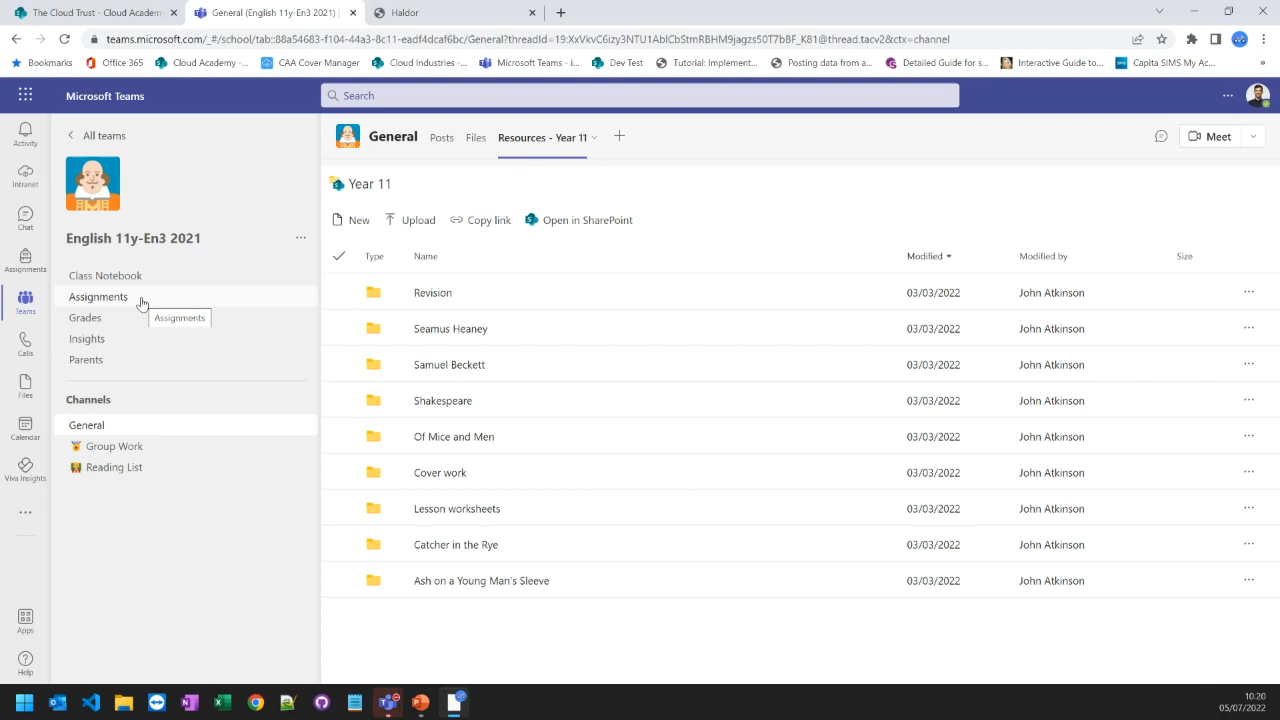 The Cloud Trust - Cloud Academ
General (English 11y-En3 2021) |
Haldor
teams.microsoft.com/_#/school/tab::88a54683-f104-44a3-8c11-eadf4dcaf6bc/General?threadId=19:XxVkvC6izy3NTU1AblCbStmRBHM9jagzs50T7bBF_K81@thread.tacv2&ctx=channel
Bookmarks Office 365 Cloud Academy -... CAA Cover Manager Cloud Industries -... Microsoft Teams - i... Dev Test Tutorial: Implement... Posting data from a... Detailed Guide for s... Interactive Guide to... Capita SIMS My Ac... »
Microsoft Teams
Search
Activity
Intranet
Chat
Assignments
Teams
Calls
Files
Calendar
Viva Insights
Apps
Help
All teams
English 11y-En3 2021
Class Notebook
Assignments
Grades
Assignments
Insights
Parents
Channels
General
Group Work
Reading List
General Posts Files Resources - Year 11
Meet
Year 11
New Upload Copy link Open in SharePoint
Type Name Modified Modified by Size
Revision 03/03/2022 John Atkinson
Seamus Heaney 03/03/2022 John Atkinson
Samuel Beckett 03/03/2022 John Atkinson
Shakespeare 03/03/2022 John Atkinson
Of Mice and Men 03/03/2022 John Atkinson
Cover work 03/03/2022 John Atkinson
Lesson worksheets 03/03/2022 John Atkinson
Catcher in the Rye 03/03/2022 John Atkinson
Ash on a Young Man's Sleeve 03/03/2022 John Atkinson
10:20
05/07/2022